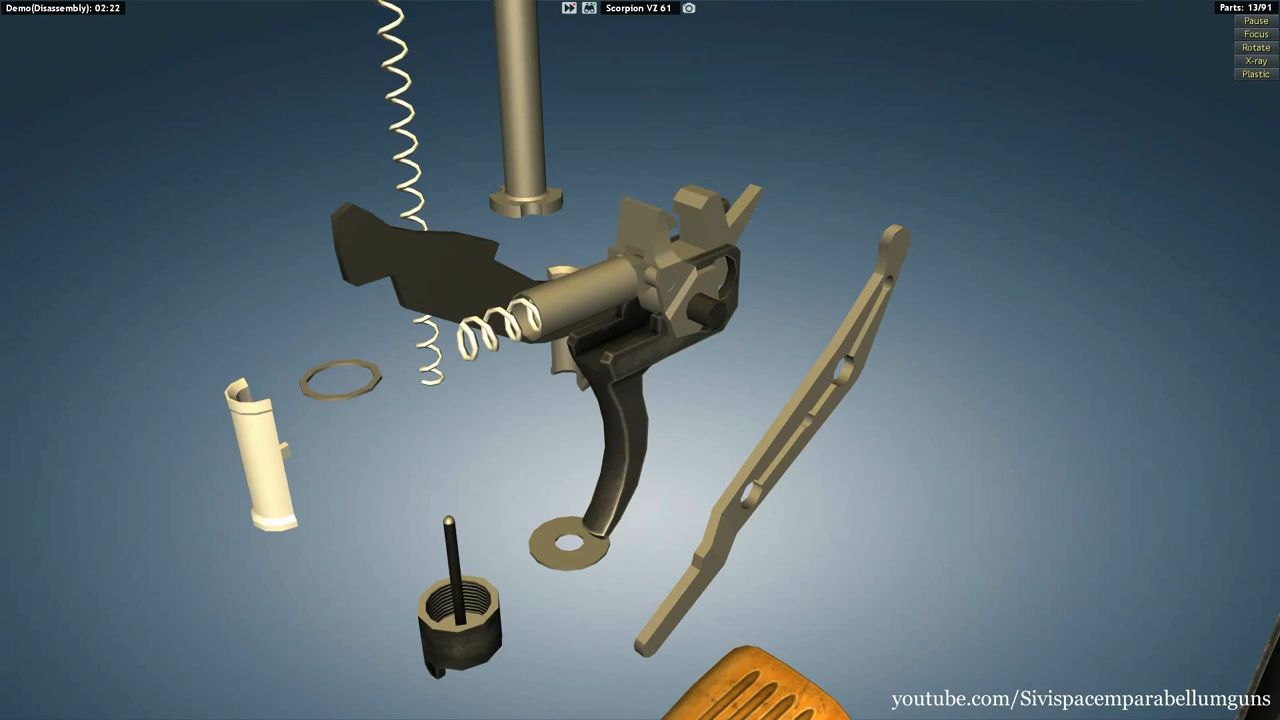 Demo(Disassembly): 02:22
Scorpion VZ 61
Parts: 13/91
Pause
Focus
Rotate
X-ray
Plastic
youtube.com/Sivispacemparabellumguns